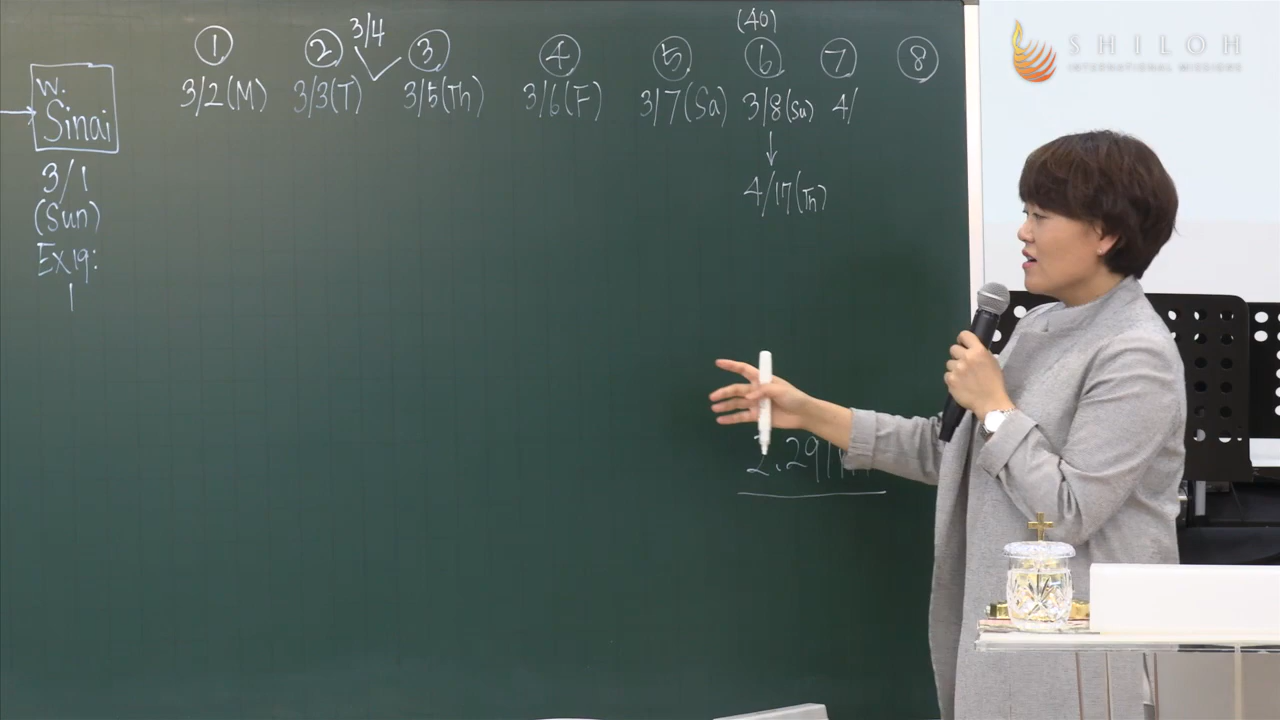 (40)
① ② 3/4 ③ ④ ⑤ ⑥ ⑦ ⑧
3/2(M) 3/3(T) 3/5(Th) 3/6(F) 3/7(Sa) 3/8(Su) 4/
↓
4/17(Th)
w.
Sinai
3/1
(Sun)
Ex19:
1
SHILOH
INTERNATIONAL MISSIONS